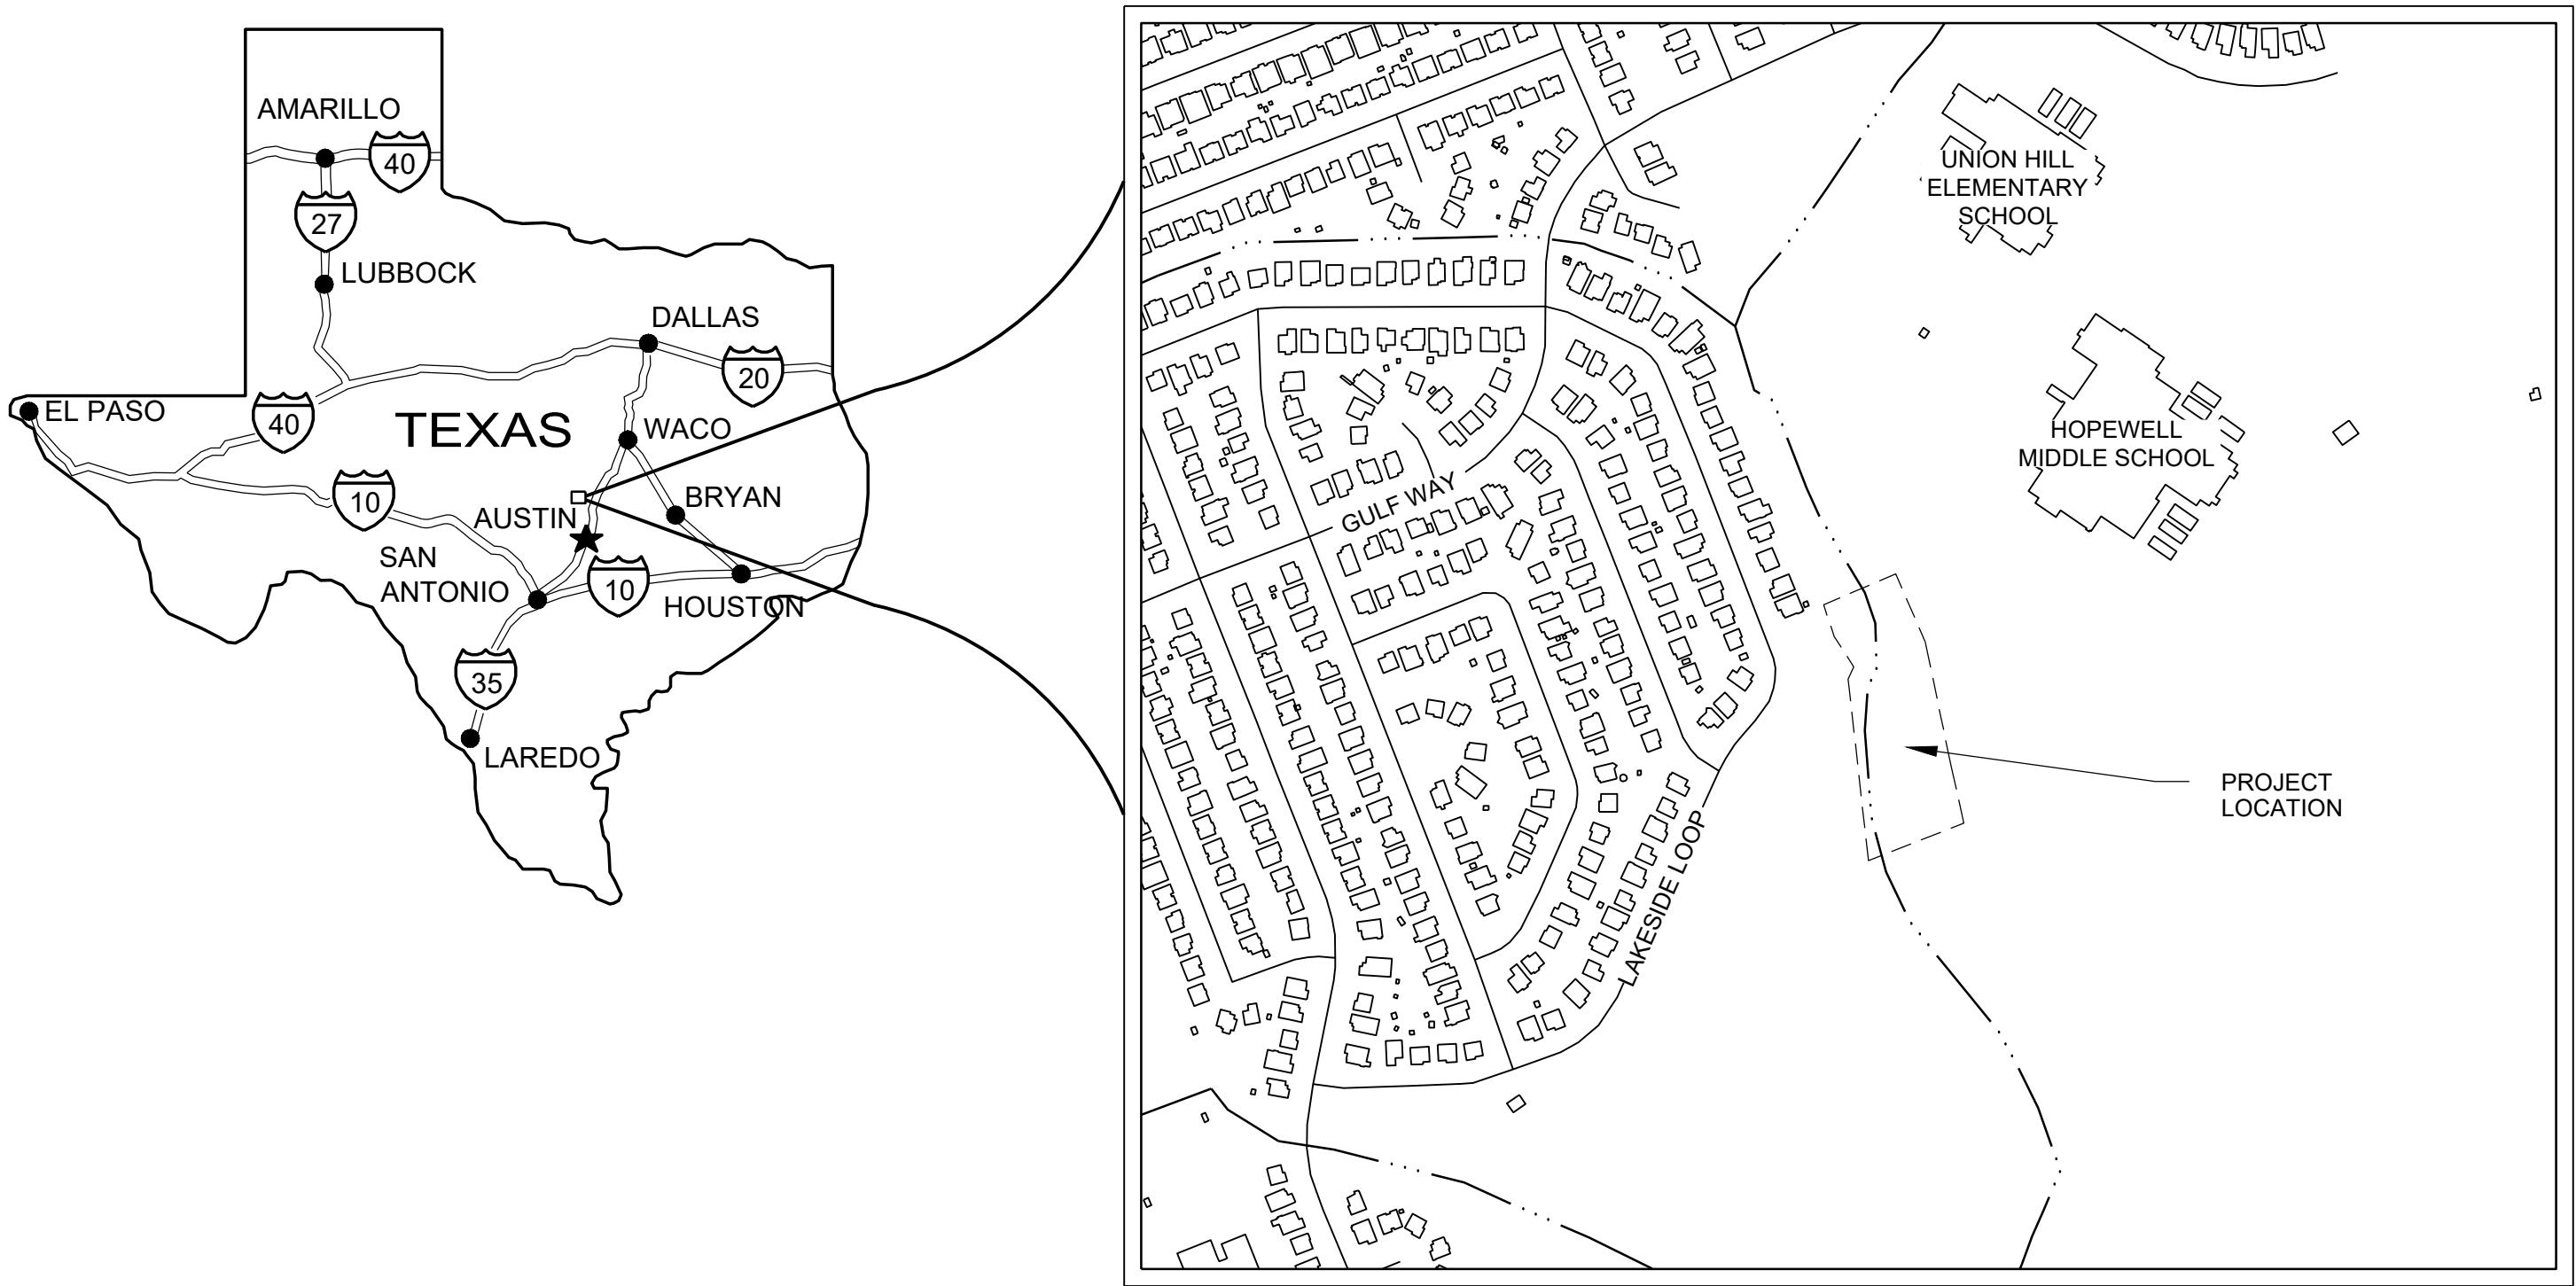 AMARILLO
40
27
LUBBOCK
DALLAS
20
EL PASO
40
TEXAS
WACO
10
BRYAN
AUSTIN
SAN
ANTONIO
10
HOUSTON
35
LAREDO
UNION HILL
ELEMENTARY
SCHOOL
HOPEWELL
MIDDLE SCHOOL
GULF WAY
LAKESIDE LOOP
PROJECT
LOCATION